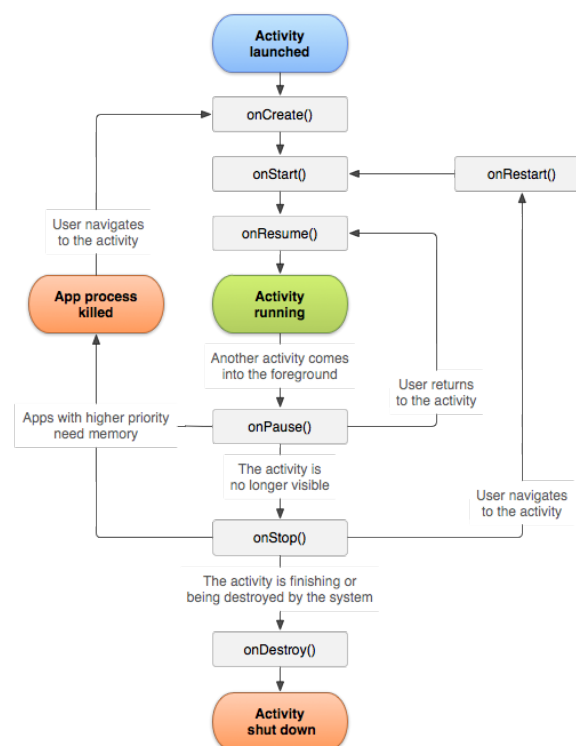 Activity
launched
onCreate()
onStart()
onRestart()
User navigates
to the activity
onResume()
App process
killed
Activity
running
Another activity comes
into the foreground
User returns
to the activity
Apps with higher priority
need memory
onPause()
The activity is
no longer visible
User navigates
to the activity
onStop()
The activity is finishing or
being destroyed by the system
onDestroy()
Activity
shut down